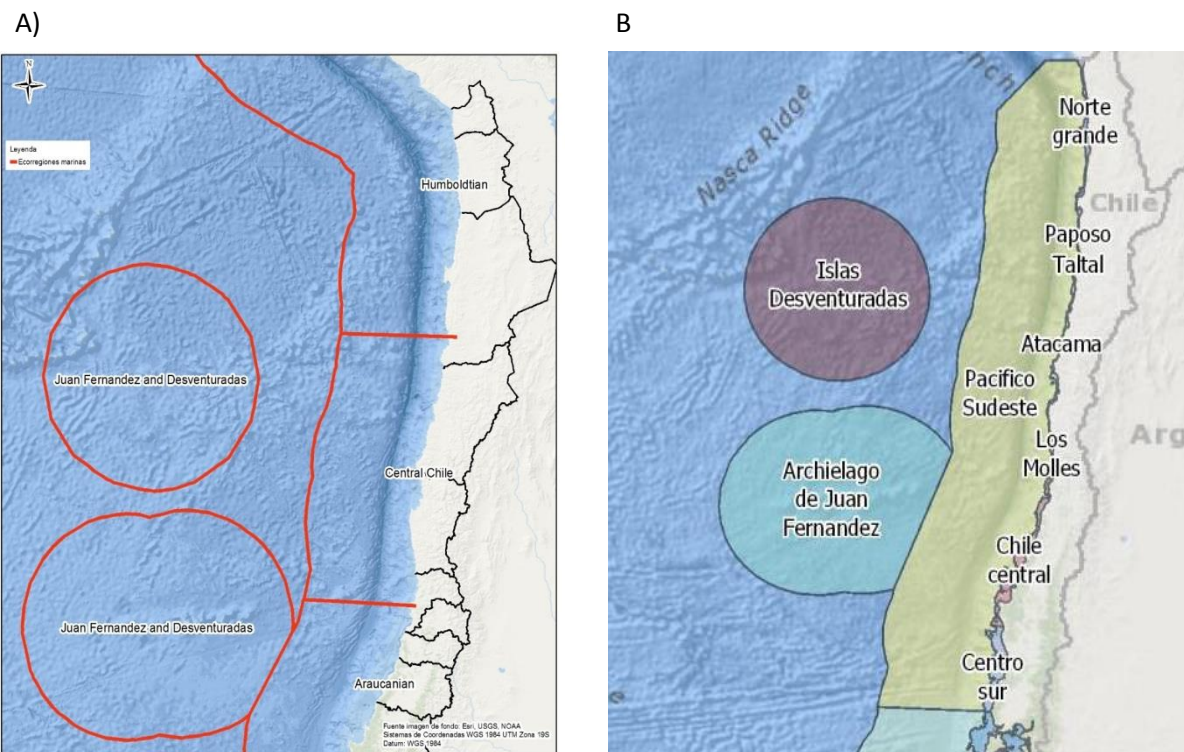 A)
N
Leyenda
Ecorregiones marinas
Humboldtian
Juan Fernandez and Desventuradas
Central Chile
Juan Fernandez and Desventuradas
Araucanian
Fuente imagen de fondo: Esri, USGS, NOAA
Sistemas de Coordenadas WGS 1984 UTM Zona 19S
Datum: WGS 1984
B
Nasca Ridge
Norte
grande
Chile
Islas
Desventuradas
Paposo
Taltal
Atacama
Pacifico
Sudeste
Los
Molles
Arg
Archielago
de Juan
Fernandez
Chile
central
Centro
sur